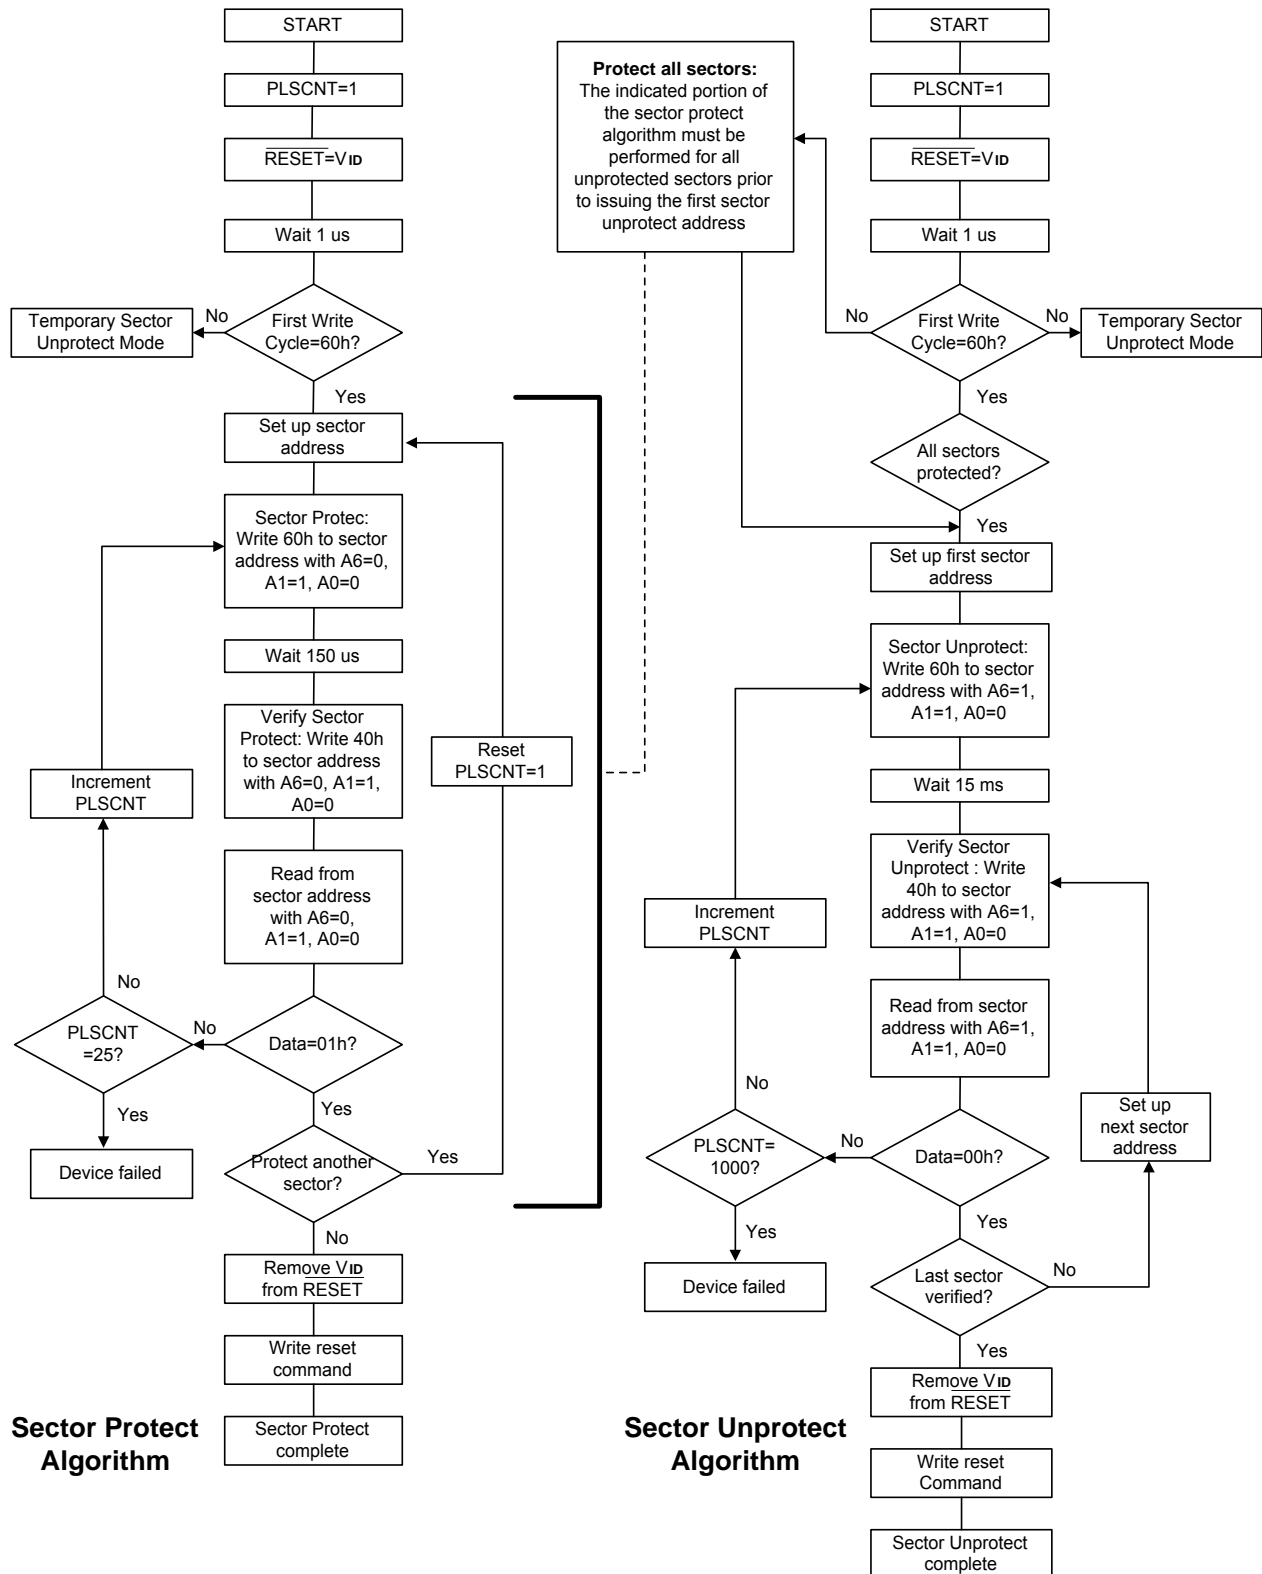 START
PLSCNT=1
RESET=VID
Wait 1 us
First Write
Cycle=60h?
No
Temporary Sector
Unprotect Mode
Yes
Set up sector
address
Sector Protec:
Write 60h to sector
address with A6=0,
A1=1, A0=0
Wait 150 us
Verify Sector
Protect: Write 40h
to sector address
with A6=0, A1=1,
A0=0
Reset
PLSCNT=1
Increment
PLSCNT
Read from
sector address
with A6=0,
A1=1, A0=0
No
PLSCNT
=25?
No
Data=01h?
Yes
Yes
Device failed
Protect another
sector?
Yes
No
Remove VID
from RESET
Write reset
command
Sector Protect
complete
Sector Protect
Algorithm
Protect all sectors:
The indicated portion of
the sector protect
algorithm must be
performed for all
unprotected sectors prior
to issuing the first sector
unprotect address
START
PLSCNT=1
RESET=VID
Wait 1 us
No
First Write
Cycle=60h?
No
Temporary Sector
Unprotect Mode
Yes
All sectors
protected?
Yes
Set up first sector
address
Sector Unprotect:
Write 60h to sector
address with A6=1,
A1=1, A0=0
Wait 15 ms
Verify Sector
Unprotect : Write
40h to sector
address with A6=1,
A1=1, A0=0
Increment
PLSCNT
Read from sector
address with A6=1,
A1=1, A0=0
No
Set up
next sector
address
PLSCNT=
1000?
No
Data=00h?
Yes
Yes
Device failed
Last sector
verified?
No
Yes
Remove VID
from RESET
Write reset
Command
Sector Unprotect
complete
Sector Unprotect
Algorithm